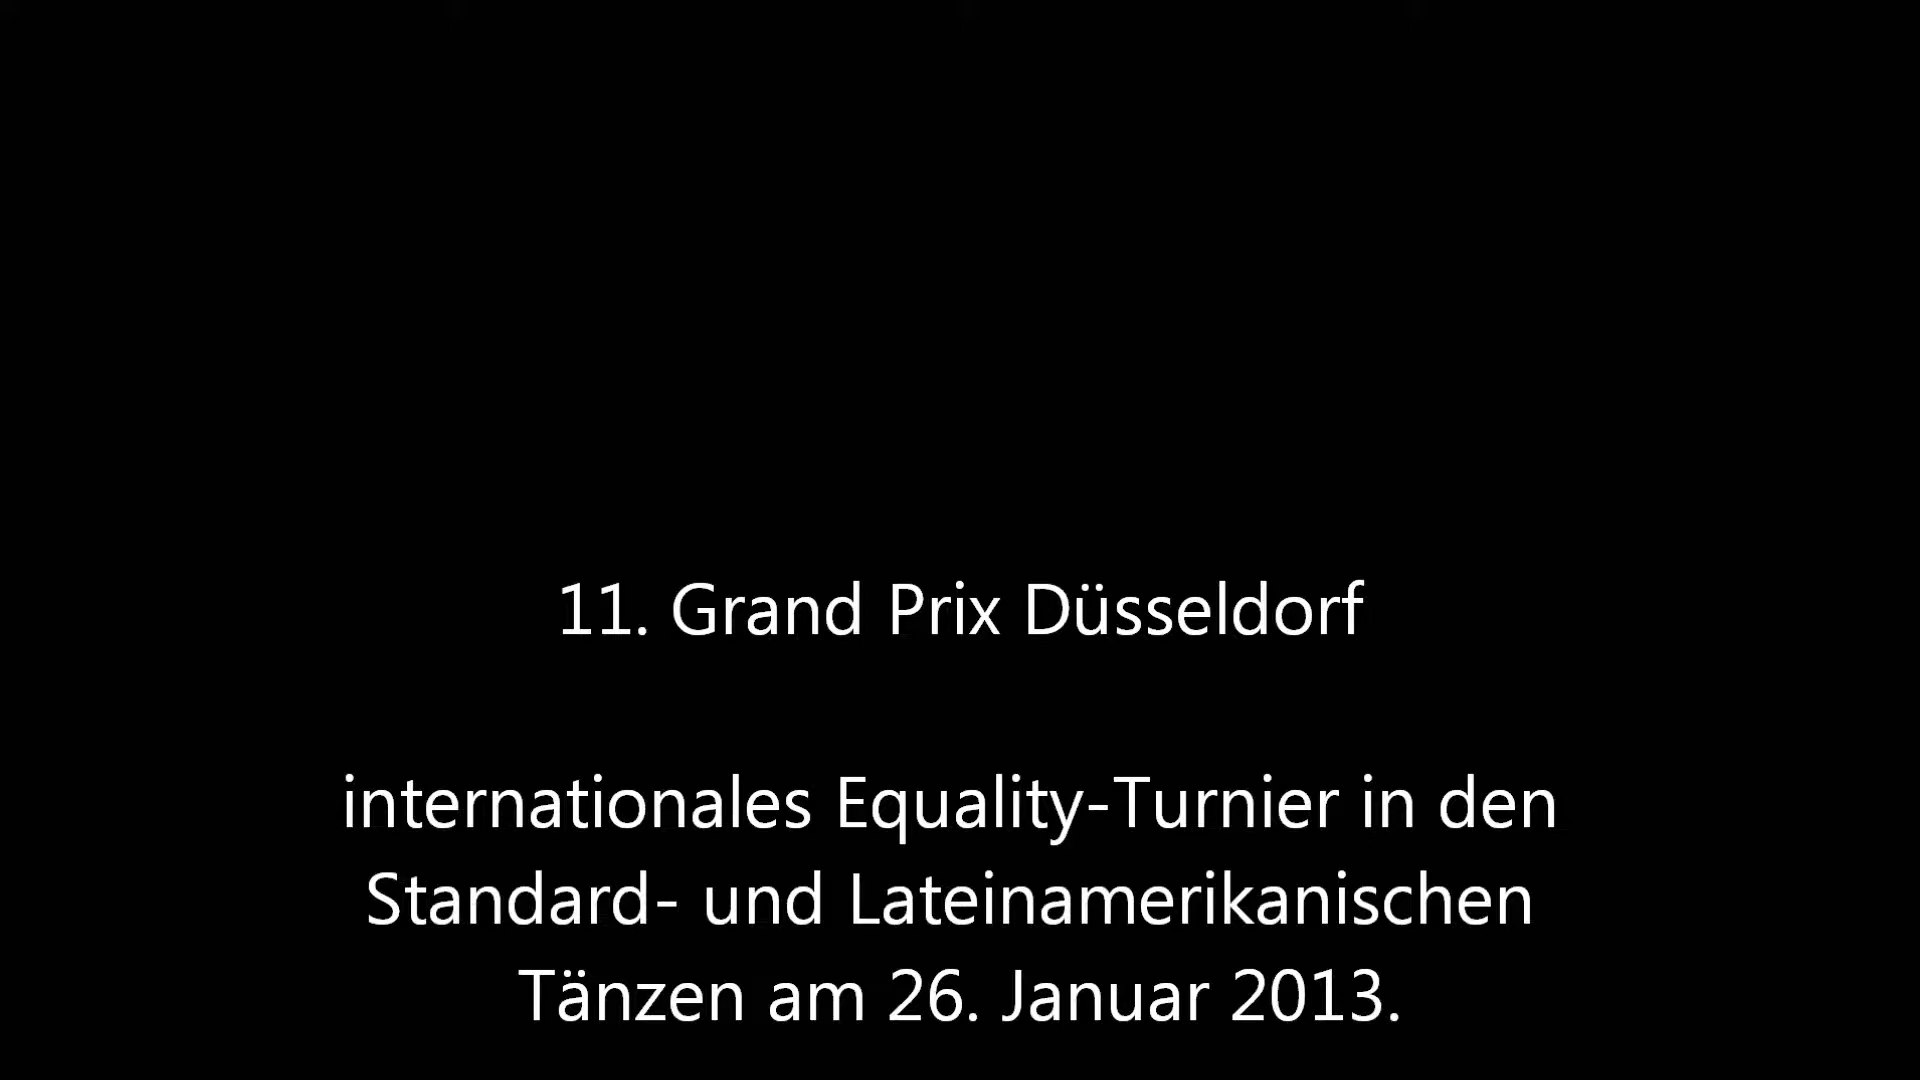 11. Grand Prix Düsseldorf
internationales Equality-Turnier in den
Standard- und Lateinamerikanischen
Tänzen am 26. Januar 2013.